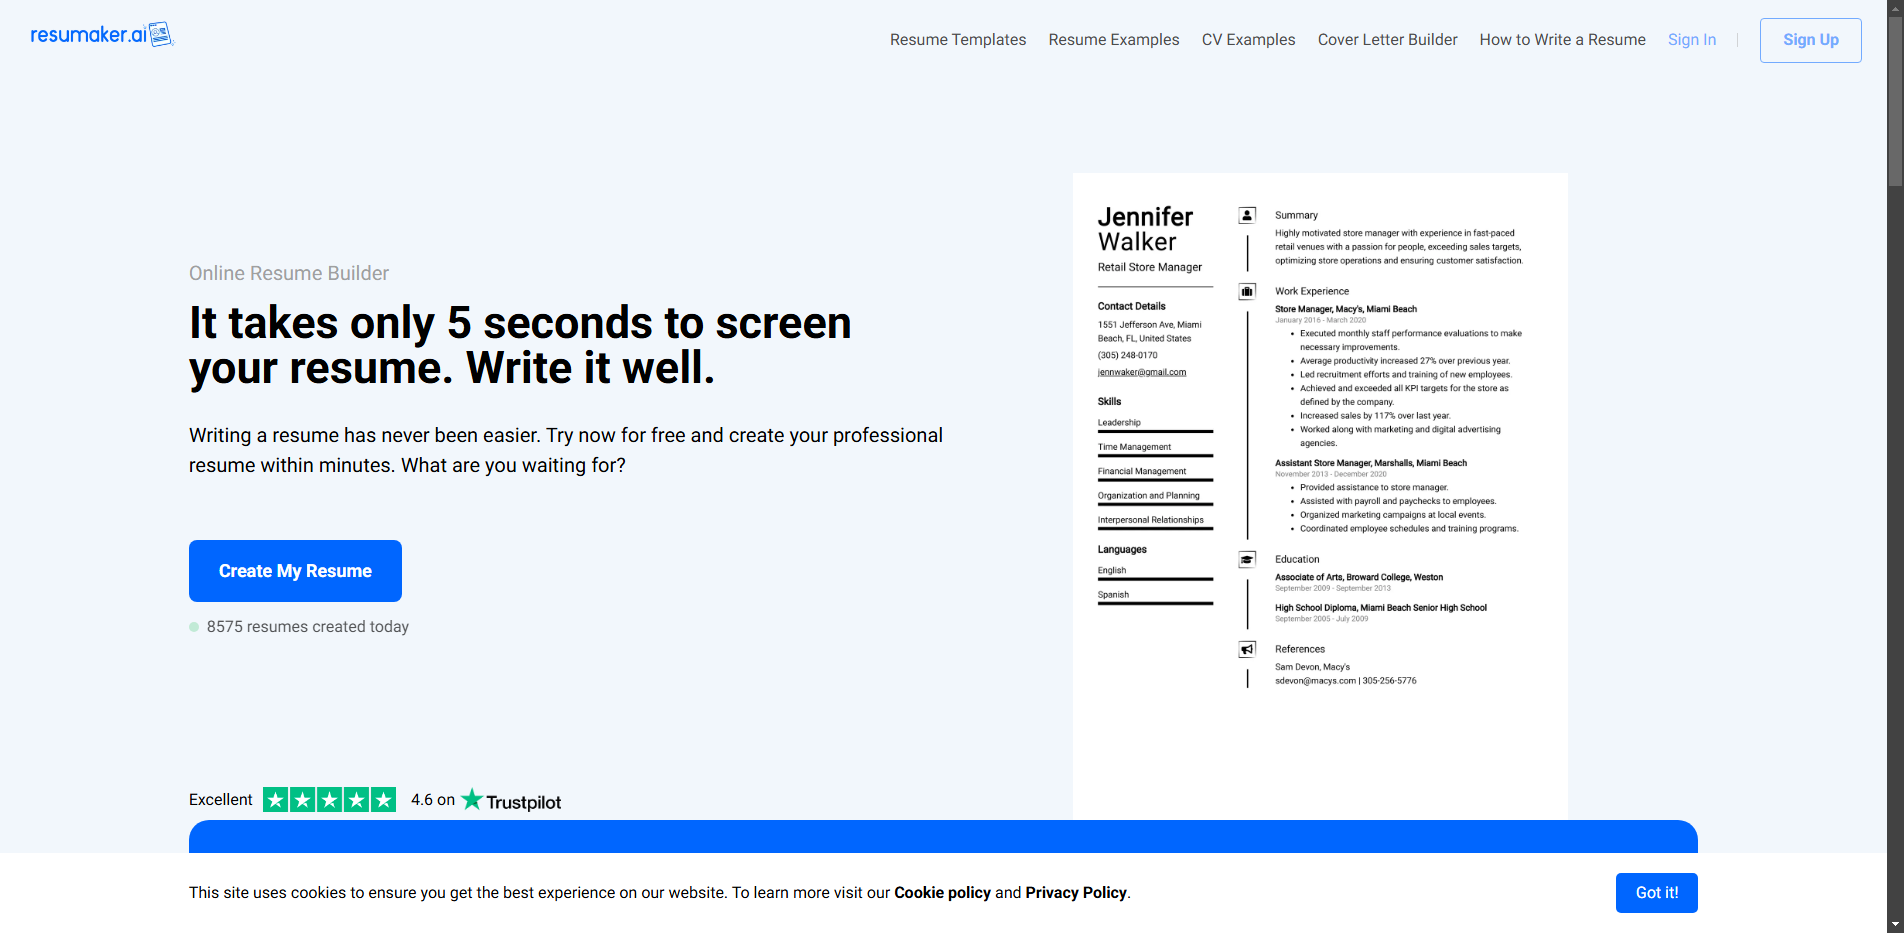 resumaker.ai
Resume Templates
Resume Examples
CV Examples
Cover Letter Builder
How to Write a Resume
Sign In
Sign Up
Online Resume Builder
It takes only 5 seconds to screen
your resume. Write it well.
Writing a resume has never been easier. Try now for free and create your professional
resume within minutes. What are you waiting for?
Create My Resume
8575 resumes created today
Excellent
4.6 on
Trustpilot
Jennifer
Walker
Retail Store Manager
Contact Details
1551 Jefferson Ave, Miami
Beach, FL, United States
(305) 248-0170
jennwaker@gmail.com
Skills
Leadership
Time Management
Financial Management
Organization and Planning
Interpersonal Relationships
Languages
English
Spanish
Summary
Highly motivated store manager with experience in fast-paced
retail venues with a passion for people, exceeding sales targets,
optimizing store operations and ensuring customer satisfaction.
Work Experience
Store Manager, Macy's, Miami Beach
January 2016 - March 2020
• Executed monthly staff performance evaluations to make
necessary improvements.
• Average productivity increased 27% over previous year.
• Led recruitment efforts and training of new employees.
• Achieved and exceeded all KPI targets for the store as
defined by the company.
• Increased sales by 117% over last year.
• Worked along with marketing and digital advertising
agencies.
Assistant Store Manager, Marshalls, Miami Beach
November 2013 - December 2020
• Provided assistance to store manager.
• Assisted with payroll and paychecks to employees.
• Organized marketing campaigns at local events.
• Coordinated employee schedules and training programs.
Education
Associate of Arts, Broward College, Weston
September 2009 - September 2013
High School Diploma, Miami Beach Senior High School
September 2005 - July 2009
References
Sam Devon, Macy's
sdevon@macys.com | 305-256-5776
This site uses cookies to ensure you get the best experience on our website. To learn more visit our Cookie policy and Privacy Policy.
Got it!